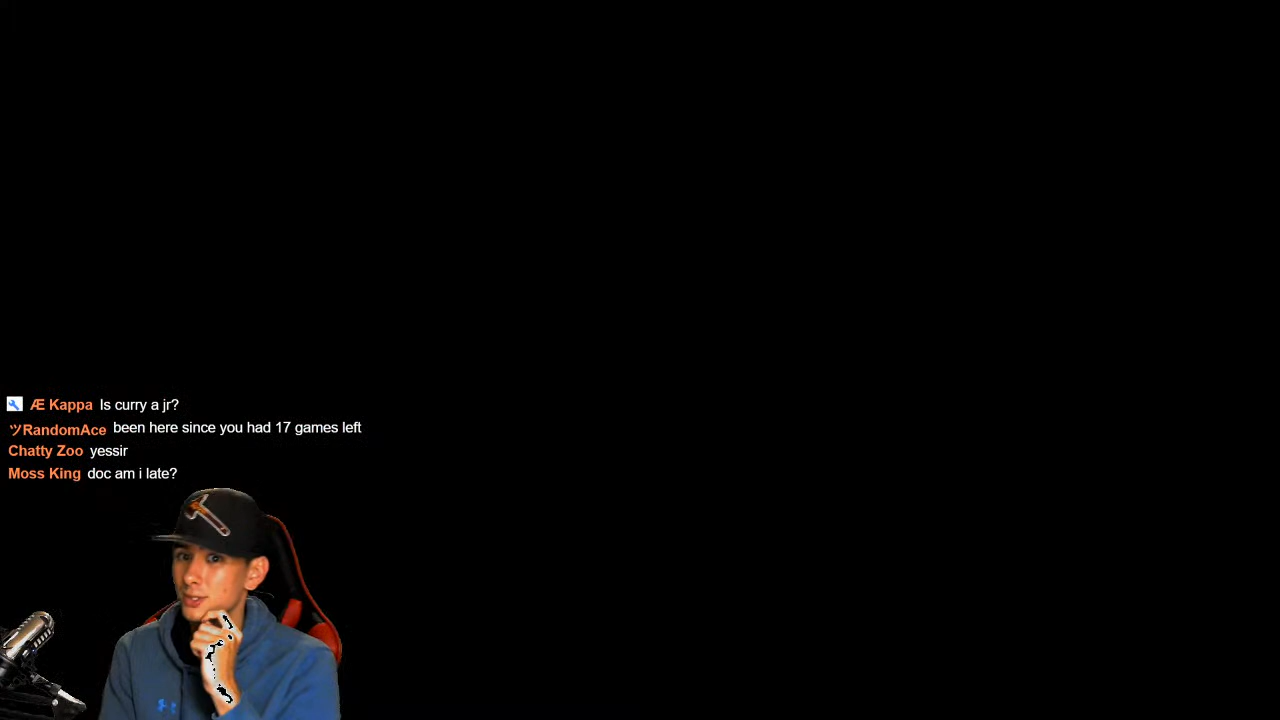 Æ Kappa Is curry a jr?
ツRandomAce been here since you had 17 games left
Chatty Zoo yessir
Moss King doc am i late?